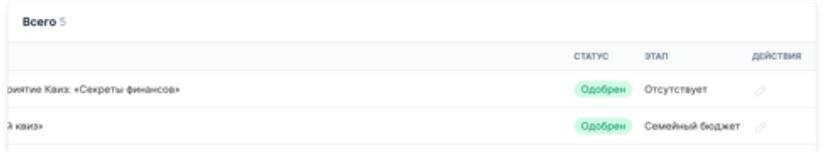 Всего 5
СТАТУС ЭТАП ДЕЙСТВИЯ
риятие Квиз: «Секреты финансов» Одобрен Отсутствует
й квиз» Одобрен Семейный бюджет